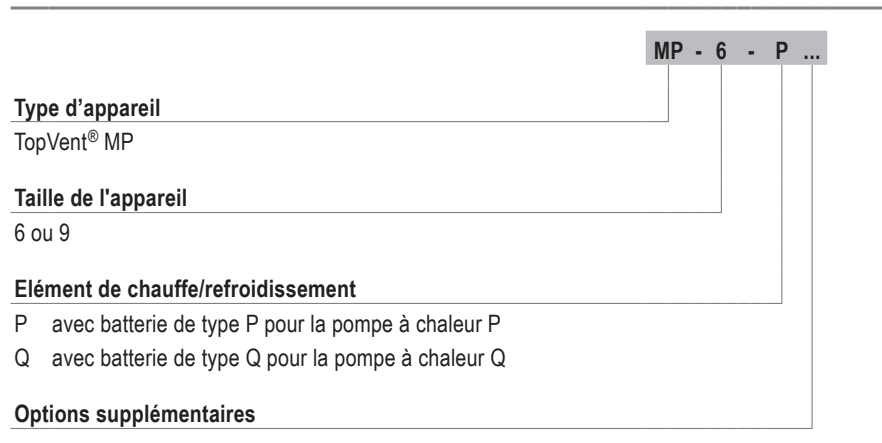 MP - 6 - P ...
Type d’appareil
TopVent® MP
Taille de l'appareil
6 ou 9
Elément de chauffe/refroidissement
P avec batterie de type P pour la pompe à chaleur P
Q avec batterie de type Q pour la pompe à chaleur Q
Options supplémentaires